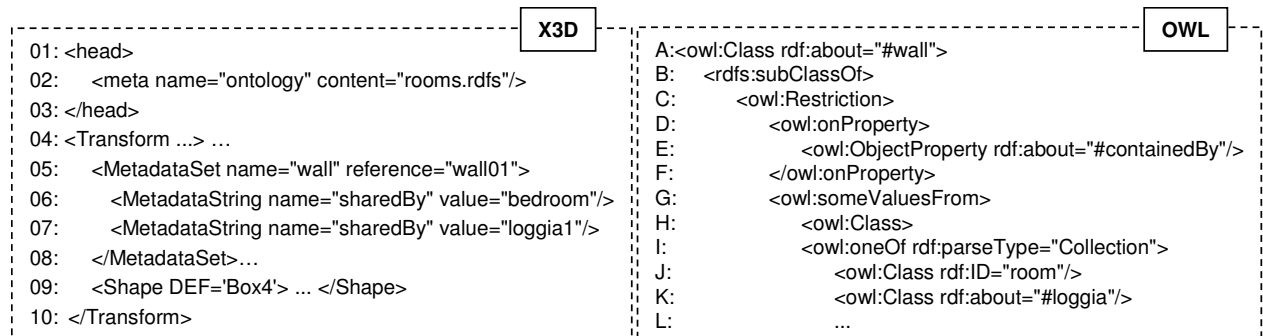 X3D
01: <head>
02: <meta name="ontology" content="rooms.rdfs"/>
03: </head>
04: <Transform ...> …
05: <MetadataSet name="wall" reference="wall01">
06: <MetadataString name="sharedBy" value="bedroom"/>
07: <MetadataString name="sharedBy" value="loggia1"/>
08: </MetadataSet>…
09: <Shape DEF='Box4'> ... </Shape>
10: </Transform>
OWL
A:<owl:Class rdf:about="#wall">
B: <rdfs:subClassOf>
C: <owl:Restriction>
D: <owl:onProperty>
E: <owl:ObjectProperty rdf:about="#containedBy"/>
F: </owl:onProperty>
G: <owl:someValuesFrom>
H: <owl:Class>
I: <owl:oneOf rdf:parseType="Collection">
J: <owl:Class rdf:ID="room"/>
K: <owl:Class rdf:about="#loggia"/>
L: ...